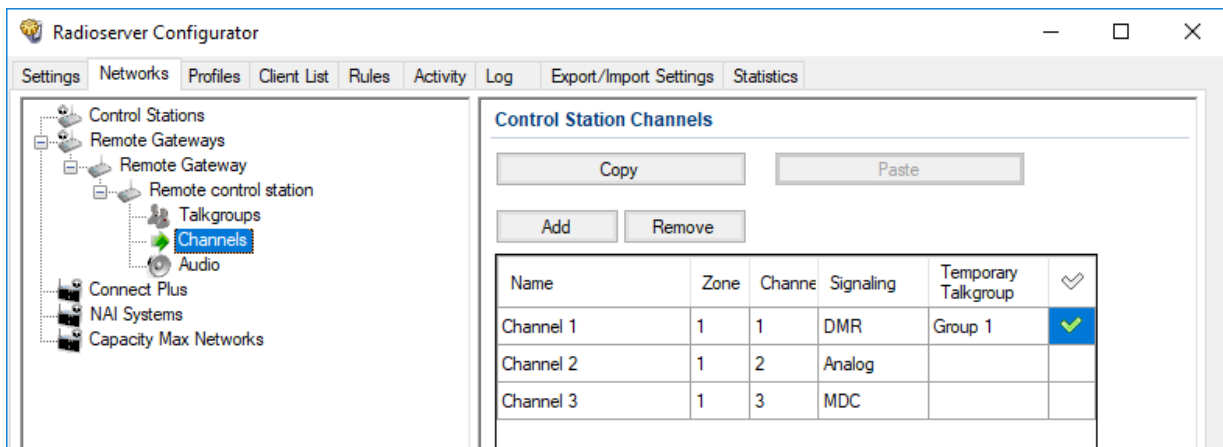 Radioserver Configurator
Settings Networks Profiles Client List Rules Activity Log Export/Import Settings Statistics
Control Stations
Remote Gateways
Remote Gateway
Remote control station
Talkgroups
Channels
Audio
Connect Plus
NAI Systems
Capacity Max Networks
Control Station Channels
Copy Paste
Add Remove
Name Zone Channe Signaling Temporary Talkgroup
Channel 1 1 1 DMR Group 1
Channel 2 1 2 Analog
Channel 3 1 3 MDC